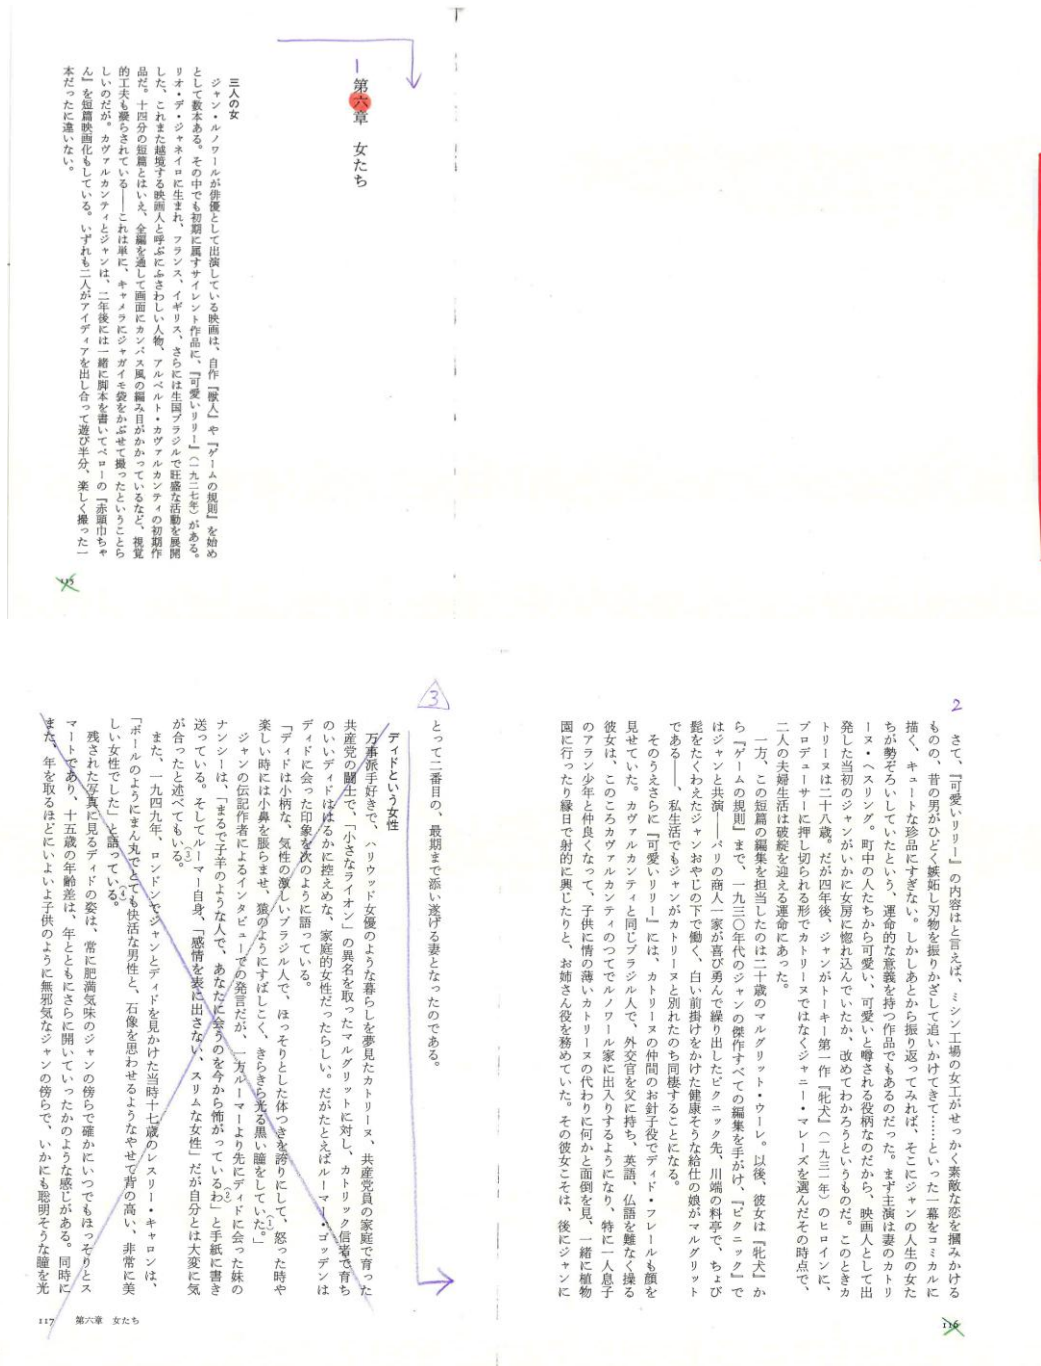 第六章 女たち
三人の女
ジャン・ルノワールが俳優として出演している映画は、自作『獣人』や『ゲームの規則』を始め
として数本ある。その中でも初期に属すサイレント作品に、『可愛いリリー』（一九二七年）がある。
リオ・デ・ジャネイロに生まれ、フランス、イギリス、さらには生国ブラジルで旺盛な活動を展開
した、これまた越境する映画人と呼ぶにふさわしい人物、アルベルト・カヴァルカンティの初期作
品だ。十四分の短篇とはいえ、全編を通して画面にカンバス風の編み目がかかっているなど、視覚
的工夫も凝らされている――これは単に、キャメラにジャガイモ袋をかぶせて撮ったということら
しいのだが。カヴァルカンティとジャンは、二年後には一緒に脚本を書いてペローの『赤頭巾ちゃ
ん』を短篇映画化もしている。いずれも二人がアイディアを出し合って遊び半分、楽しく撮った一
本だったに違いない。
115
2
さて、『可愛いリリー』の内容はと言えば、ミシン工場の女工がせっかく素敵な恋を摑みかける
ものの、昔の男がひどく嫉妬し刃物を振りかざして追いかけてきて……といった一幕をコミカルに
描く、キュートな珍品にすぎない。しかしあとから振り返ってみれば、そこにジャンの人生の女た
ちが勢ぞろいしていたという、運命的な意義を持つ作品でもあるのだった。まず主演は妻のカトリ
ーヌ・ヘスリング。町中の人たちから可愛い、可愛いと噂される役柄なのだから、映画人として出
発した当初のジャンがいかに女房に惚れ込んでいたか、改めてわかろうというものだ。このときカ
トリーヌは二十八歳。だが四年後、ジャンがトーキー第一作『牝犬』（一九三一年）のヒロインに、
プロデューサーに押し切られる形でカトリーヌではなくジャニー・マレーズを選んだその時点で、
二人の夫婦生活は破綻を迎える運命にあった。
一方、この短篇の編集を担当したのは二十歳のマルグリット・ウーレ。以後、彼女は『牝犬』か
ら『ゲームの規則』まで、一九三〇年代のジャンの傑作すべての編集を手がけ、『ピクニック』で
はジャンと共演――パリの商人一家が喜び勇んで繰り出したピクニック先、川端の料亭で、ちょび
髭をたくわえたジャンおやじの下で働く、白い前掛けをかけた健康そうな給仕の娘がマルグリット
である――、私生活でもジャンがカトリーヌと別れたのち同棲することになる。
そのうえさらに『可愛いリリー』には、カトリーヌの仲間のお針子役でディド・フレールも顔を
見せていた。カヴァルカンティと同じブラジル人で、外交官を父に持ち、英語、仏語を難なく操る
彼女は、このころカヴァルカンティのつてでルノワール家に出入りするようになり、特に一人息子
のアラン少年と仲良くなって、子供に情の薄いカトリーヌの代わりに何かと面倒を見、一緒に植物
園に行ったり縁日で射的に興じたりと、お姉さん役を務めていた。その彼女こそは、後にジャンに
116
3
とって二番目の、最期まで添い遂げる妻となったのである。
ディドという女性
万事派手好きで、ハリウッド女優のような暮らしを夢見たカトリーヌ、共産党員の家庭で育った
共産党の闘士で、「小さなライオン」の異名を取ったマルグリットに対し、カトリック信者で育ち
のいいディドははるかに控えめな、家庭的女性だったらしい。だがたとえばルーマー・ゴッデンは
ディドに会った印象を次のように語っている。
「ディドは小柄な、気性の激しいブラジル人で、ほっそりとした体つきを誇りにして、怒った時や
楽しい時には小鼻を脹らませ、猿のようにすばしこく、きらきら光る黒い瞳をしていた（1）。」
ジャンの伝記作者によるインタビューでの発言だが、一方ルーマーより先にディドに会った妹の
ナンシーは、「まるで子羊のような人で、あなたに会うのを今から怖がっているわ（2）」と手紙に書き
送っている。そしてルーマー自身、「感情を表に出さない、スリムな女性」だが自分とは大変に気
が合ったと述べてもいる（3）。
また、一九四九年、ロンドンでジャンとディドを見かけた当時十七歳のレスリー・キャロンは、
「ボールのようにまん丸でとても快活な男性と、石像を思わせるようなやせて背の高い、非常に美
しい女性でした」と語っている（4）。
残された写真に見るディドの姿は、常に肥満気味のジャンの傍らで確かにいつでもほっそりとス
マートであり、十五歳の年齢差は、年とともにさらに開いていったかのような感じがある。同時に
また、年を取るほどにいよいよ子供のように無邪気なジャンの傍らで、いかにも聡明そうな瞳を光
117 第六章 女たち